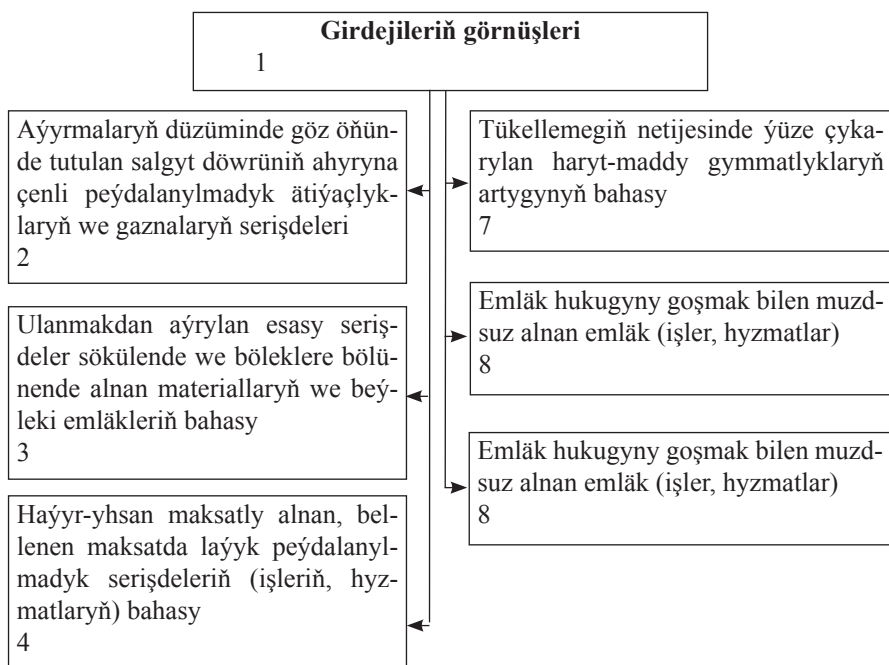 Girdejileriň görnüşleri
1
Aýyrmalaryň düzüminde göz öňün-
de tutulan salgyt döwrüniň ahyryna
çenli peýdalanylmadyk ätiýaçlyk-
laryň we gaznalaryň serişdeleri
2
Ulanmakdan aýrylan esasy seriş-
deler sökülende we böleklere bölü-
nende alnan materiallaryň we beý-
leki emläkleriň bahasy
3
Haýyr-yhsan maksatly alnan, bel-
lenen maksatda laýyk peýdalanyl-
madyk serişdeleriň (işleriň, hyz-
matlaryň) bahasy
4
Tükellemegiň netijesinde ýüze çyka-
rylan haryt-maddy gymmatlyklaryň
artygynyň bahasy
7
Emläk hukugyny goşmak bilen muzd-
suz alnan emläk (işler, hyzmatlar)
8
Emläk hukugyny goşmak bilen muzd-
suz alnan emläk (işler, hyzmatlar)
8